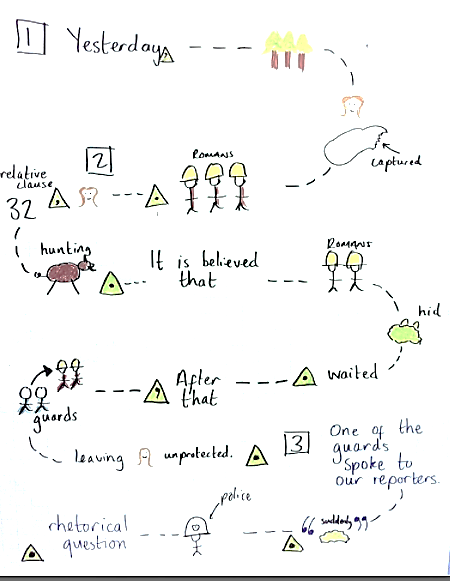 1 Yesterday,
captured
relative
clause
2
ROMANS
32 ,
.
hunting
.
It is believed
that
ROMANS
hid
waited
.
After
that
,
guards
leaving
unprotected.
.
3
One of the
guards
Spoke to
our reporters.
“ suddenly ”
.
police
rhetorical
question
.